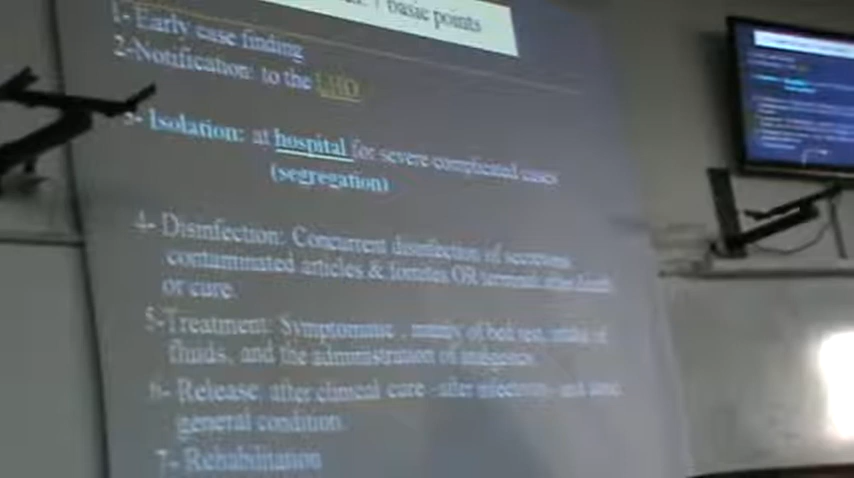 7 basic points
1-Early case finding
2-Notification: to the LHO
3- Isolation: at hospital for severe complicated cases
(segregation)
4- Disinfection: Concurrent disinfection of secretions,
contaminated articles & fomites OR terminal after death
or cure.
5-Treatment: Symptomatic , mainly of bed rest, intake of
fluids, and the administration of
6- Release after clinical cure -after and
general condition.
7- Rehabilitation